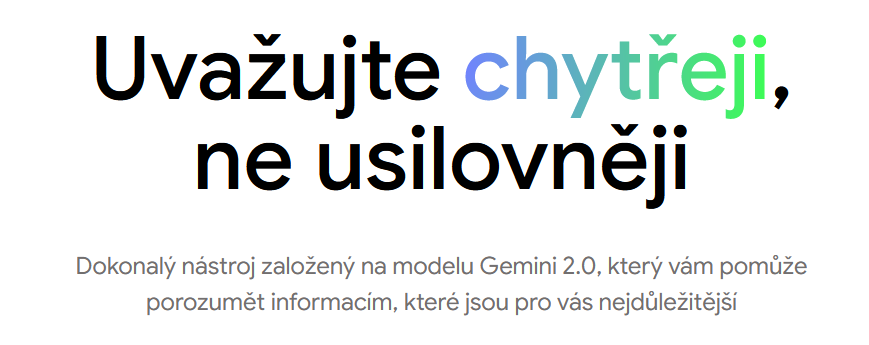 Uvažujte chytřeji,
ne usilovněji
Dokonalý nástroj založený na modelu Gemini 2.0, který vám pomůže
porozumět informacím, které jsou pro vás nejdůležitější